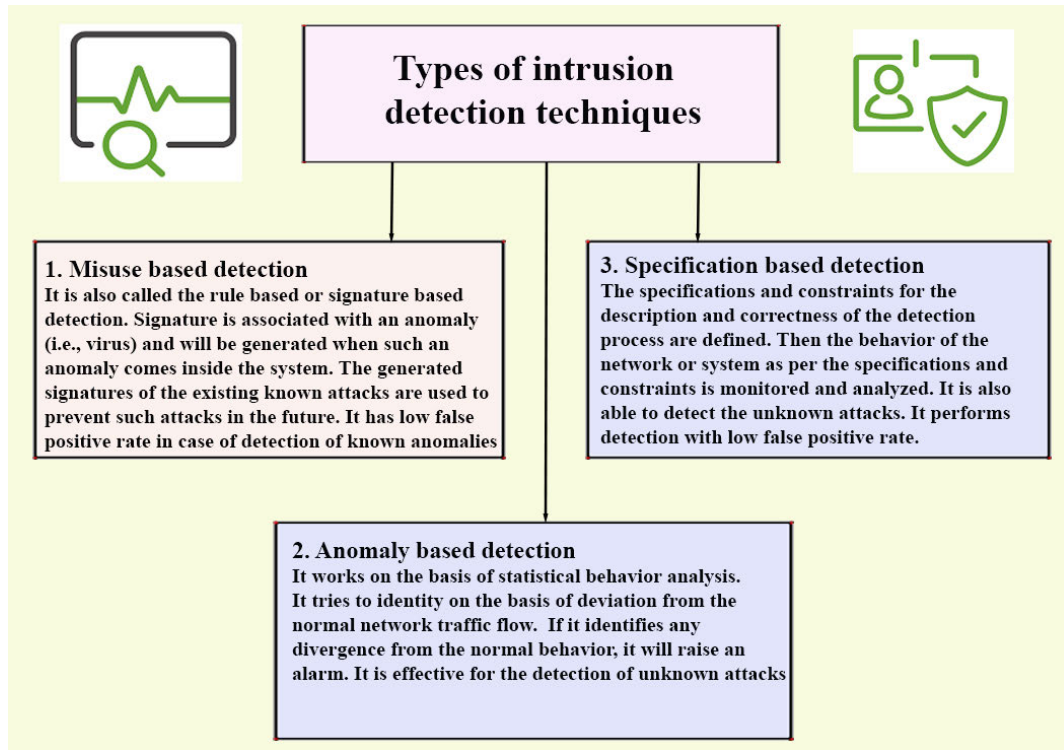 Types of intrusion
detection techniques
1. Misuse based detection
It is also called the rule based or signature based
detection. Signature is associated with an anomaly
(i.e., virus) and will be generated when such an
anomaly comes inside the system. The generated
signatures of the existing known attacks are used to
prevent such attacks in the future. It has low false
positive rate in case of detection of known anomalies
2. Anomaly based detection
It works on the basis of statistical behavior analysis.
It tries to identity on the basis of deviation from the
normal network traffic flow.  If it identifies any
divergence from the normal behavior, it will raise an
alarm. It is effective for the detection of unknown attacks
3. Specification based detection
The specifications and constraints for the
description and correctness of the detection
process are defined. Then the behavior of the
network or system as per the specifications and
constraints is monitored and analyzed. It is also
able to detect the unknown attacks. It performs
detection with low false positive rate.